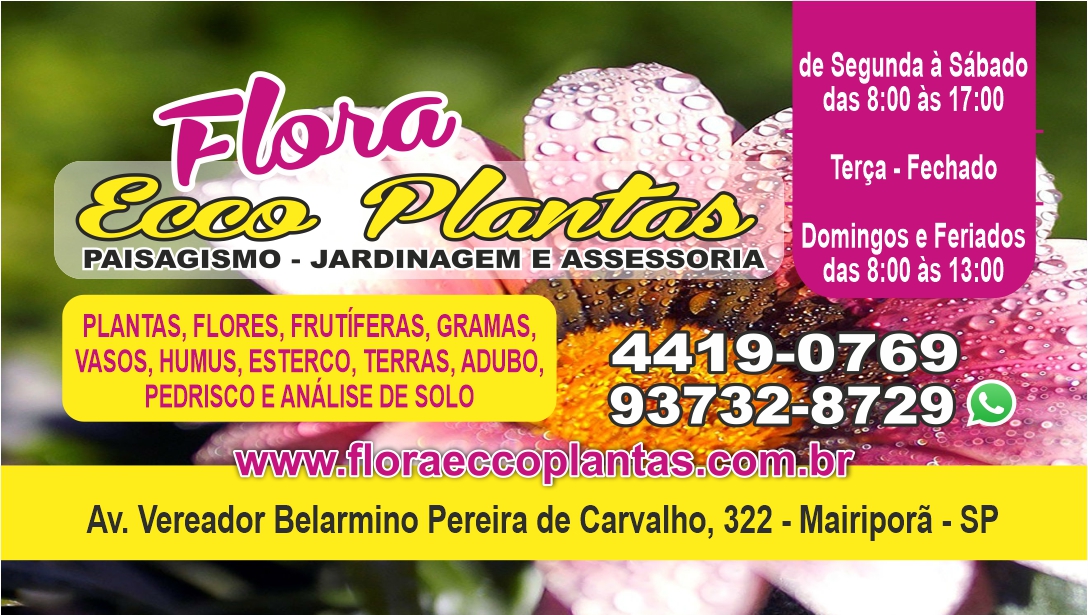 Flora
Ecco Plantas
PAISAGISMO - JARDINAGEM E ASSESSORIA
de Segunda à Sábado
das 8:00 às 17:00
Terça - Fechado
Domingos e Feriados
das 8:00 às 13:00
PLANTAS, FLORES, FRUTÍFERAS, GRAMAS,
VASOS, HUMUS, ESTERCO, TERRAS, ADUBO,
PEDRISCO E ANÁLISE DE SOLO
4419-0769
93732-8729
www.floraeccoplantas.com.br
Av. Vereador Belarmino Pereira de Carvalho, 322 - Mairiporã - SP